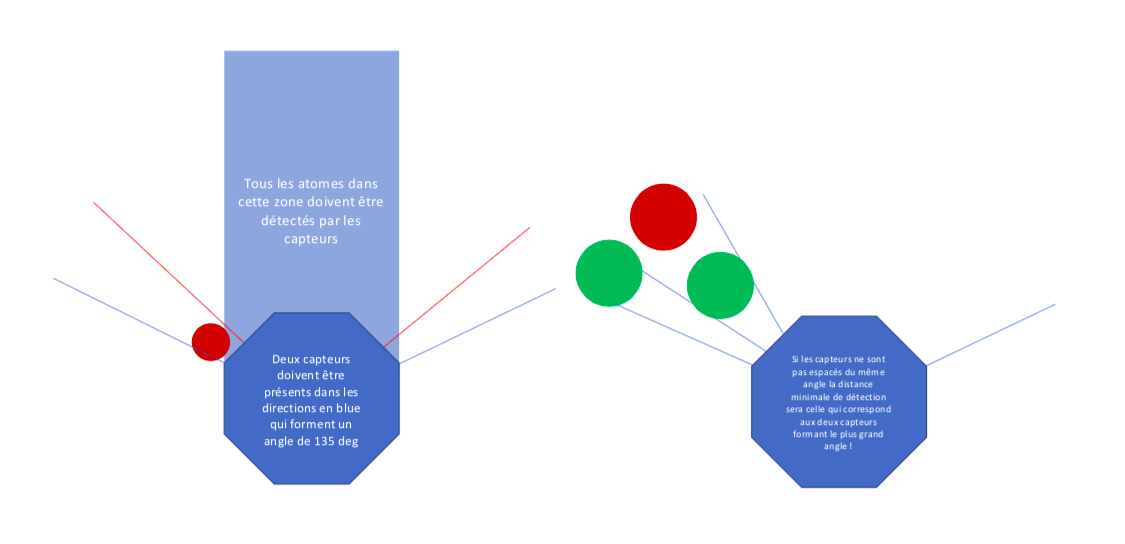 Tous les atomes dans
cette zone doivent être
détectés par les
capteurs
Deux capteurs
doivent être
présents dans les
directions en blue
qui forment un
angle de 135 deg
Si les capteurs ne sont
pas espacés du même
angle la distance
minimale de détection
sera celle qui correspond
aux deux capteurs
formant le plus grand
angle !